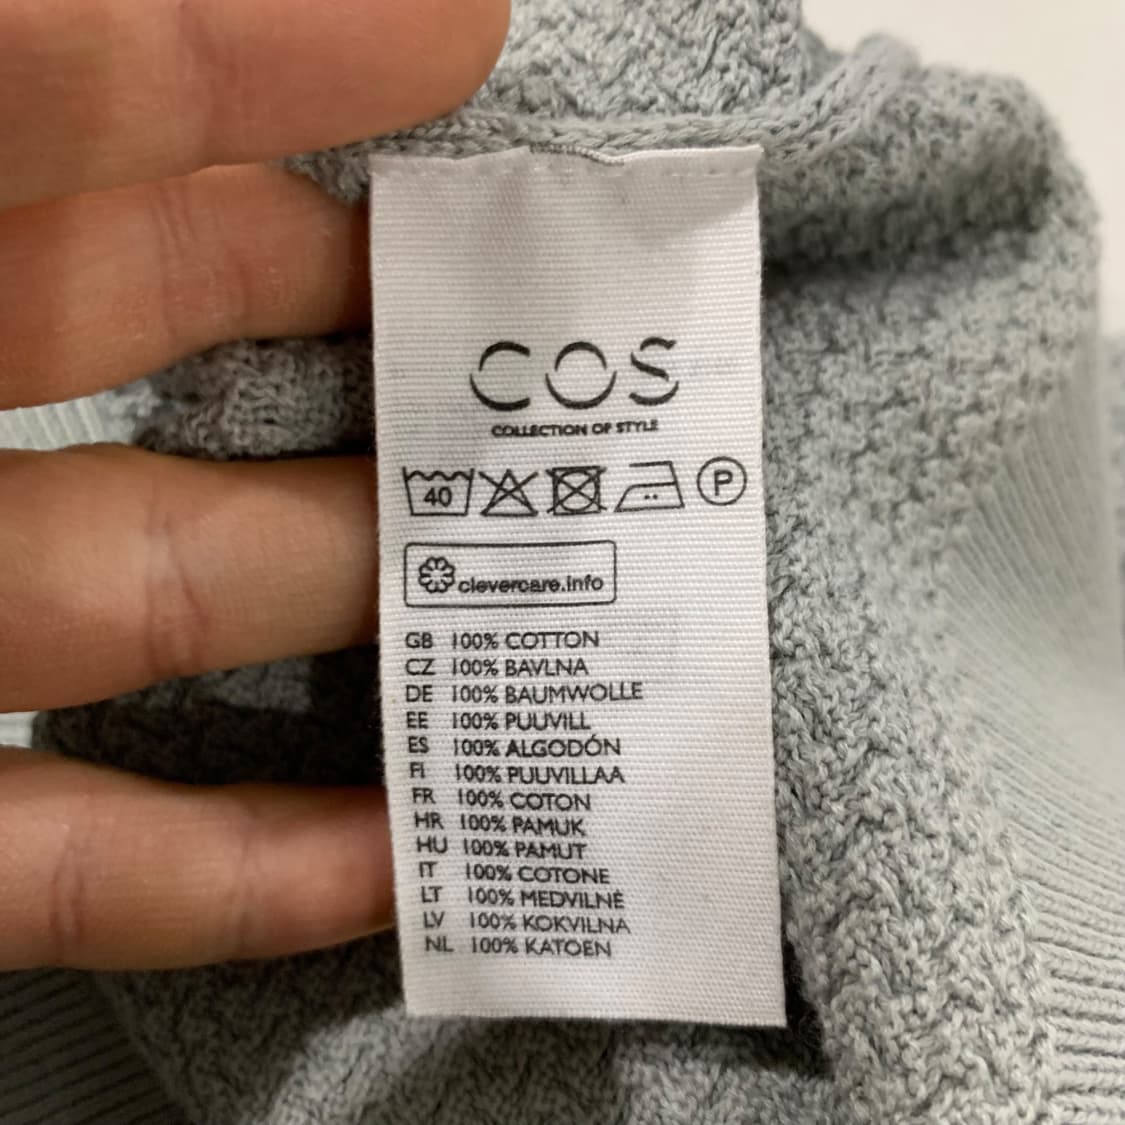 COS
COLLECTION OF STYLE
40 P
clevercare.info
GB 100% COTTON
CZ 100% BAVLNA
DE 100% BAUMWOLLE
EE 100% PUUVILL
ES 100% ALGODÓN
FI 100% PUUVILLAA
FR 100% COTON
HR 100% PAMUK
HU 100% PAMUT
IT 100% COTONE
LT 100% MEDVILNĖ
LV 100% KOKVILNA
NL 100% KATOEN